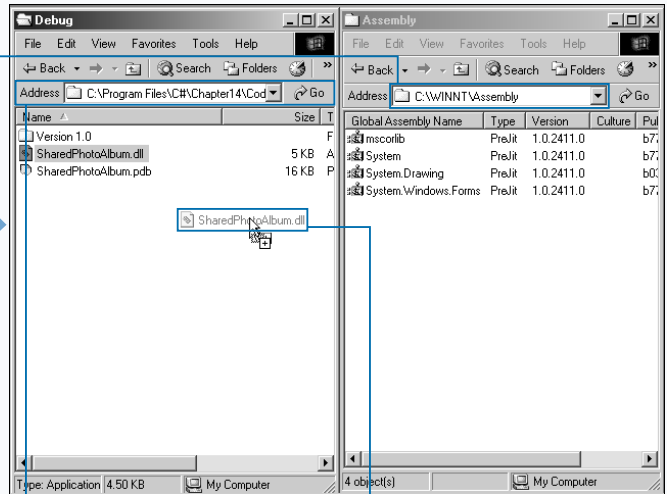 Debug
File Edit View Favorites Tools Help
Back Search Folders »
Address C:\Program Files\C#\Chapter14\Cod Go
Name Size T
Version 1.0 F
SharedPhotoAlbum.dll 5 KB A
SharedPhotoAlbum.pdb 16 KB P
SharedPhotoAlbum.dll
Type: Application 4.50 KB My Computer
Assembly
File Edit View Favorites Tools Help
Back Search Folders »
Address C:\WINNT\Assembly Go
Global Assembly Name Type Version Culture Pul
mscorlib PreJit 1.0.2411.0 b77
System PreJit 1.0.2411.0 b77
System.Drawing PreJit 1.0.2411.0 b03
System.Windows.Forms PreJit 1.0.2411.0 b77
4 object(s) My Computer